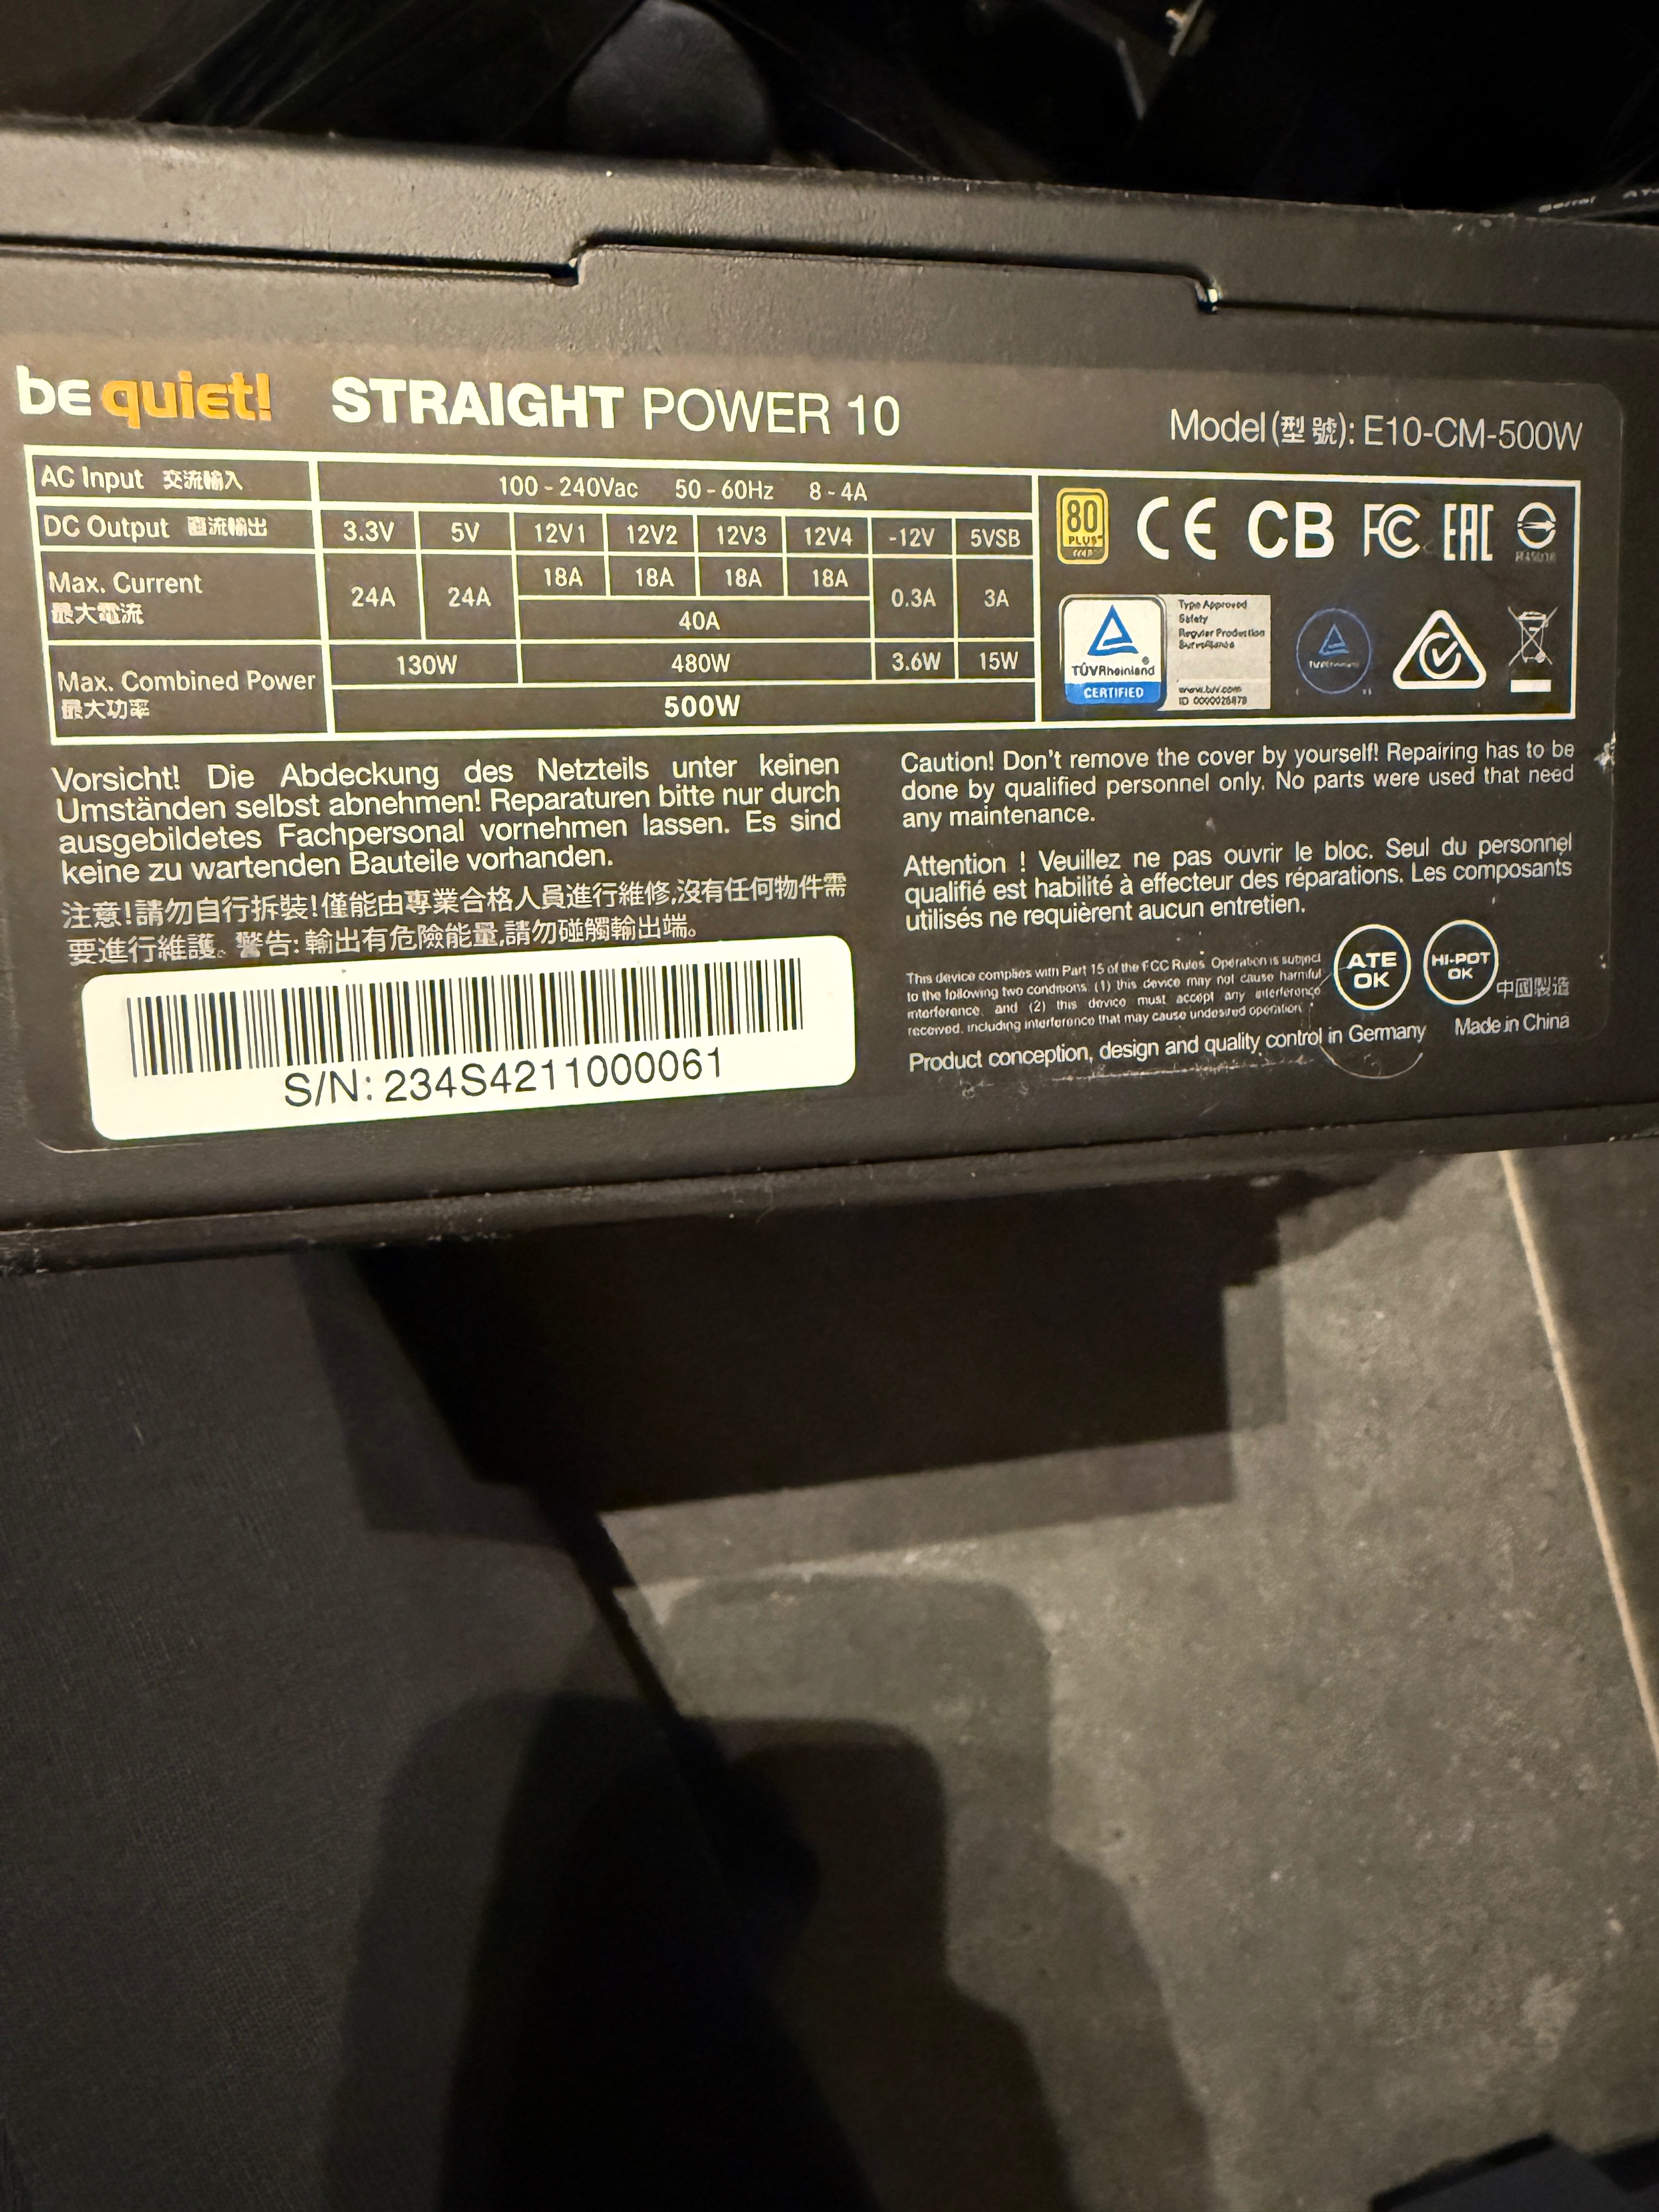 be quiet! STRAIGHT POWER 10
Model(型號): E10-CM-500W
AC Input 交流輸入 100 - 240Vac 50 - 60Hz 8 - 4A
DC Output 直流輸出 3.3V 5V 12V1 12V2 12V3 12V4 -12V 5VSB
Max. Current 最大電流 24A 24A 18A 18A 18A 18A 0.3A 3A
40A
Max. Combined Power 最大功率 130W 480W 3.6W 15W
500W
80 PLUS GOLD CE CB FC EAC
TÜVRheinland CERTIFIED
Type Approved
Safety
Regular Production
Surveillance
www.tuv.com
TÜVRheinland
Vorsicht! Die Abdeckung des Netzteils unter keinen
Umständen selbst abnehmen! Reparaturen bitte nur durch
ausgebildetes Fachpersonal vornehmen lassen. Es sind
keine zu wartenden Bauteile vorhanden.
注意!請勿自行拆裝!僅能由專業合格人員進行維修,沒有任何物件需
要進行維護。警告:輸出有危險能量,請勿碰觸輸出端。
S/N: 234S4211000061
Caution! Don't remove the cover by yourself! Repairing has to be
done by qualified personnel only. No parts were used that need
any maintenance.
Attention ! Veuillez ne pas ouvrir le bloc. Seul du personnel
qualifié est habilité à effecteur des réparations. Les composants
utilisés ne requièrent aucun entretien.
This device complies with Part 15 of the FCC Rules. Operation is subject
to the following two conditions. (1) this device may not cause harmful
interference, and (2) this device must accept any interference
received, including interference that may cause undesired operation.
ATE OK
HI-POT OK
中國製造
Product conception, design and quality control in Germany
Made in China